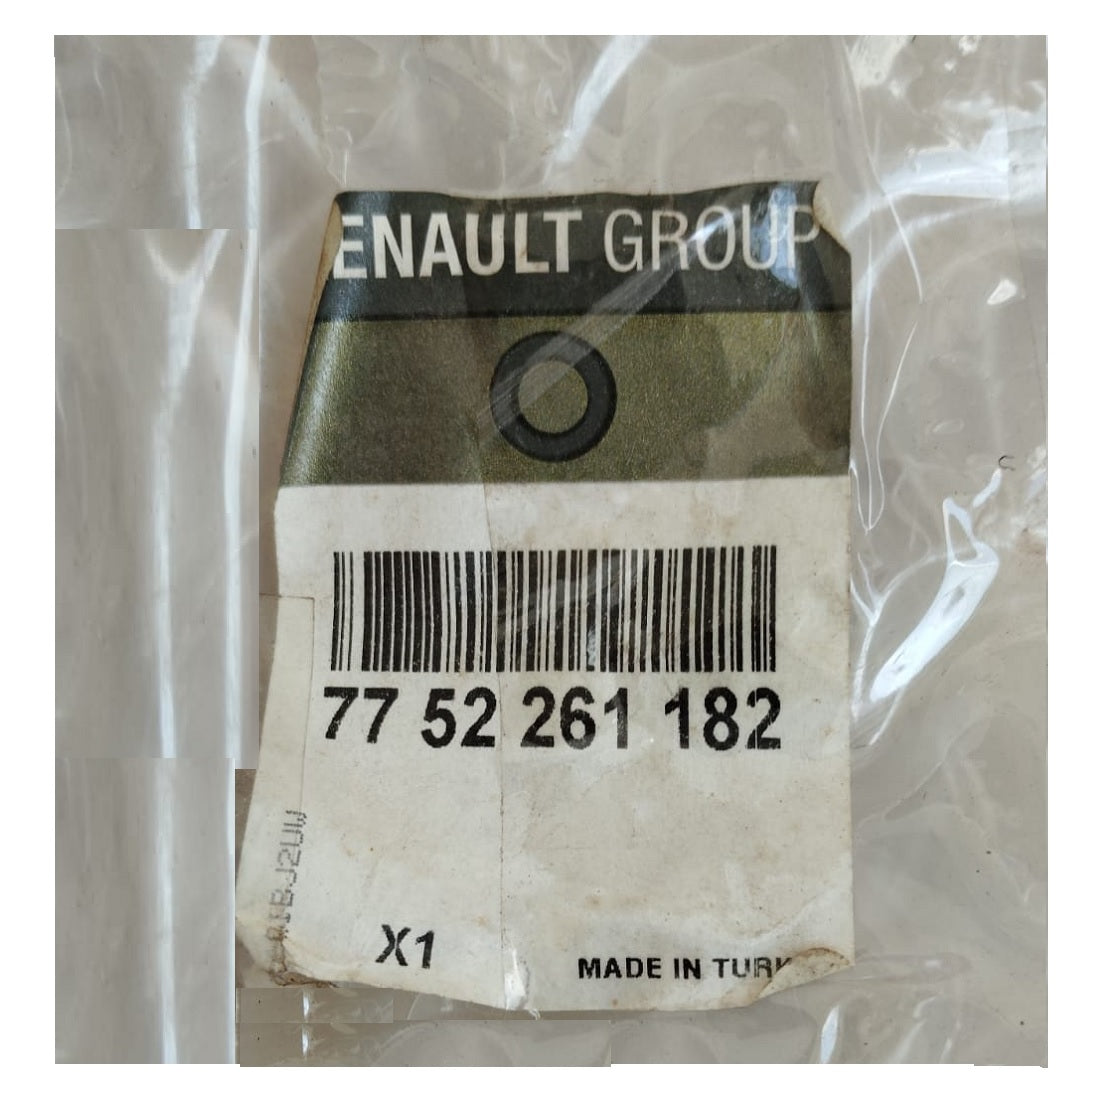 ENAULT GROUP
77 52 261 182
X1
MADE IN TURK